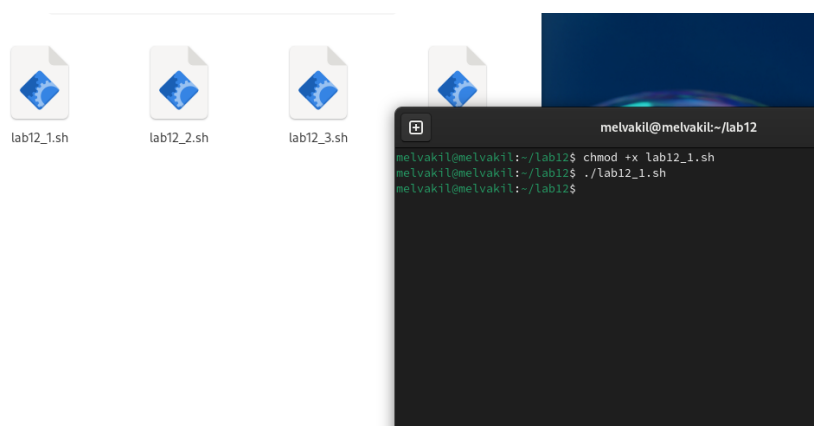 lab12_1.sh
lab12_2.sh
lab12_3.sh
melvakil@melvakil:~/lab12
melvakil@melvakil:~/lab12$ chmod +x lab12_1.sh
melvakil@melvakil:~/lab12$ ./lab12_1.sh
melvakil@melvakil:~/lab12$